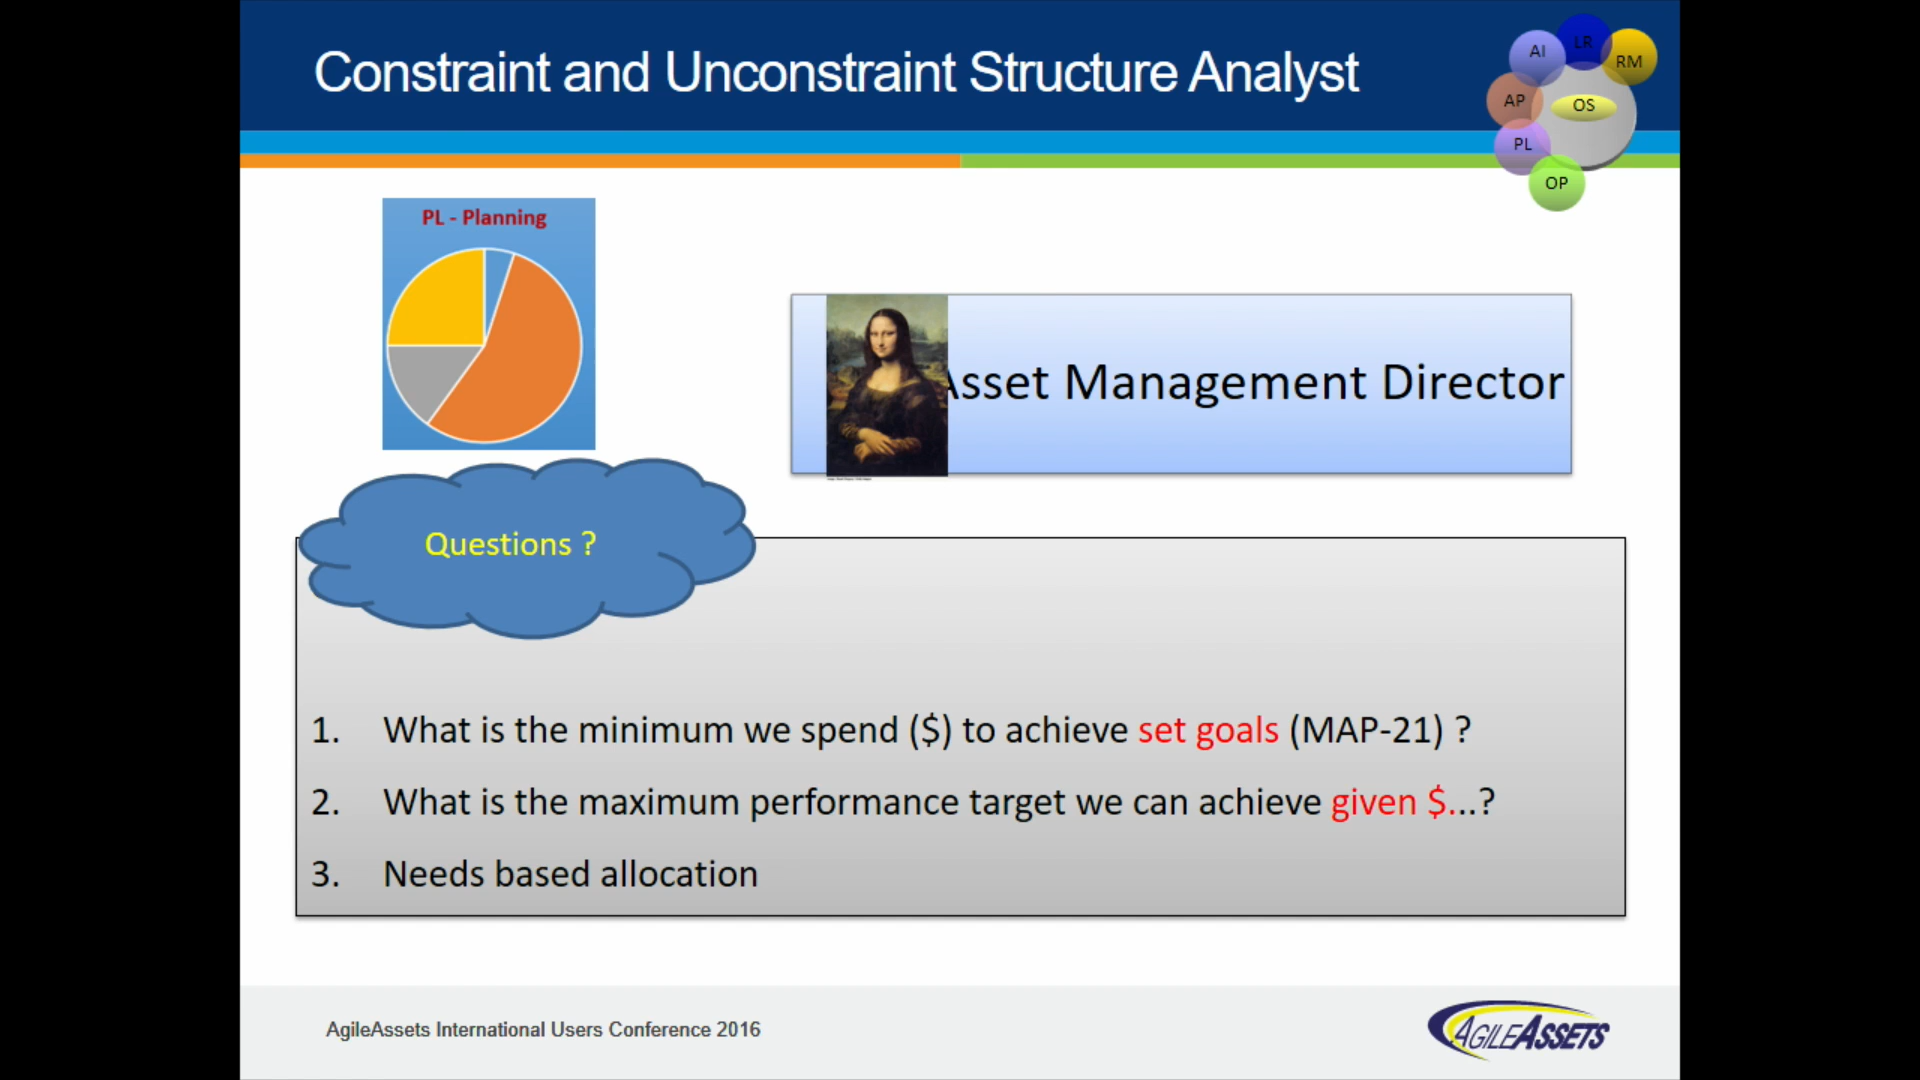 Constraint and Unconstraint Structure Analyst
AI
LR
RM
AP
OS
PL
OP
PL - Planning
Asset Management Director
Questions ?
1. What is the minimum we spend ($) to achieve set goals (MAP-21) ?
2. What is the maximum performance target we can achieve given $...?
3. Needs based allocation
AgileAssets International Users Conference 2016
AGILEASSETS